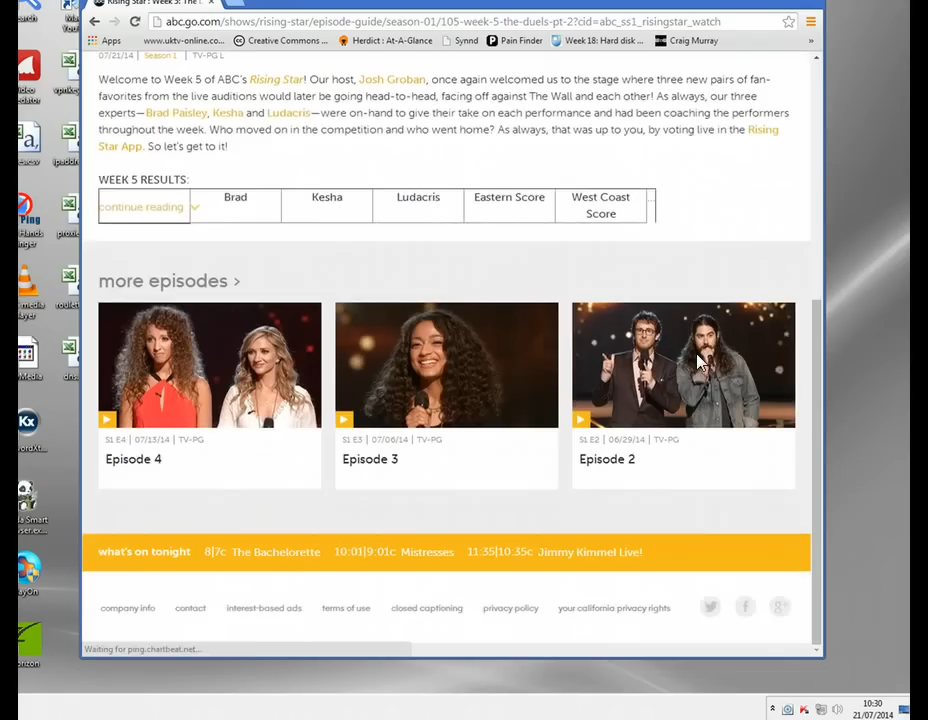 earch
Rising Star : Week 5: The D
abc.go.com/shows/rising-star/episode-guide/season-01/105-week-5-the-duels-pt-2?cid=abc_ss1_risingstar_watch
Apps www.uktv-online.co... Creative Commons ... Herdict : At-A-Glance Synnd Pain Finder Week 18: Hard disk ... Craig Murray »
07/21/14 | Season 1 | TV-PG L
Welcome to Week 5 of ABC's Rising Star! Our host, Josh Groban, once again welcomed us to the stage where three new pairs of fan-
favorites from the live auditions would later be going head-to-head, facing off against The Wall and each other! As always, our three
experts—Brad Paisley, Kesha and Ludacris—were on-hand to give their take on each performance and had been coaching the performers
throughout the week. Who moved on in the competition and who went home? As always, that was up to you, by voting live in the Rising
Star App. So let's get to it!
WEEK 5 RESULTS:
continue reading Brad Kesha Ludacris Eastern Score West Coast
Score
more episodes >
S1 E4 | 07/13/14 | TV-PG
Episode 4
S1 E3 | 07/06/14 | TV-PG
Episode 3
S1 E2 | 06/29/14 | TV-PG
Episode 2
what's on tonight 8|7c The Bachelorette 10:01|9:01c Mistresses 11:35|10:35c Jimmy Kimmel Live!
company info contact interest-based ads terms of use closed captioning privacy policy your california privacy rights
Waiting for ping.chartbeat.net...
10:30
21/07/2014